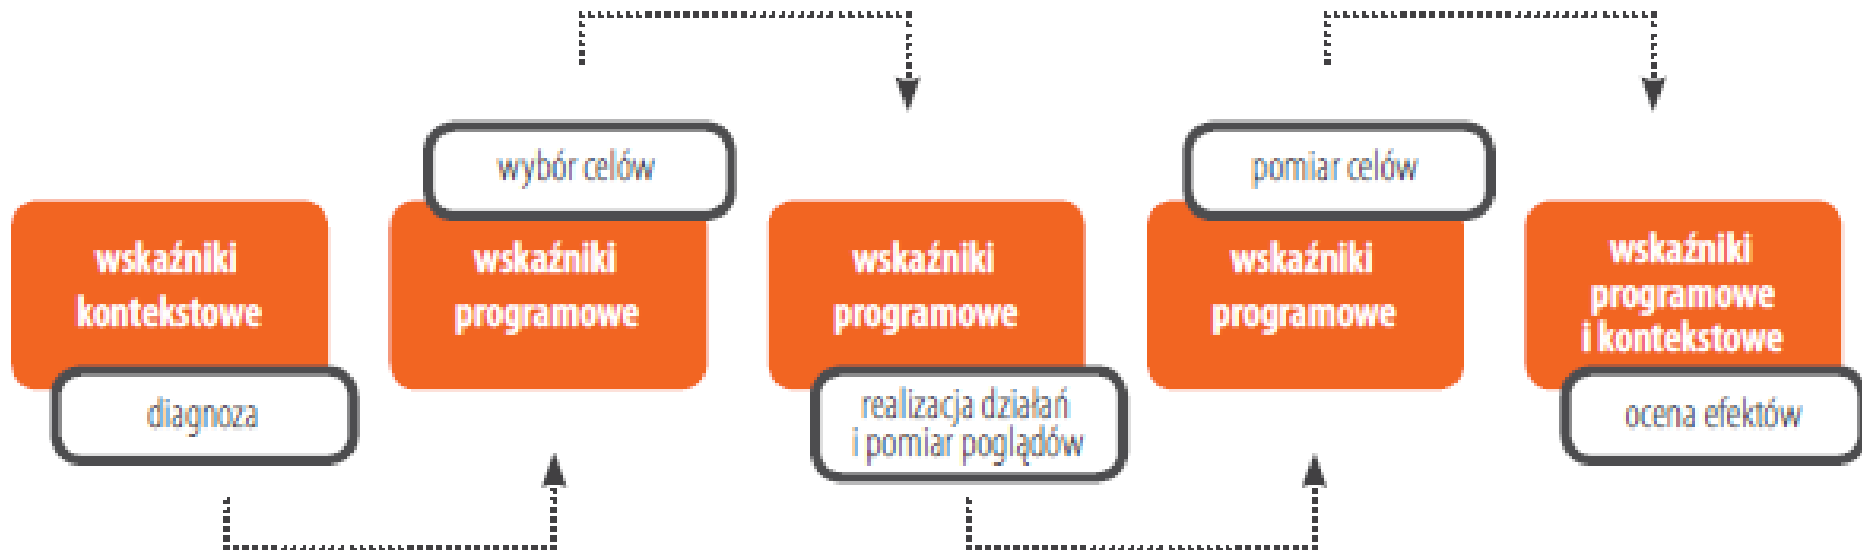 wskaźniki
kontekstowe
diagnoza
wybór celów
wskaźniki
programowe
wskaźniki
programowe
realizacja działań
i pomiar poglądów
pomiar celów
wskaźniki
programowe
wskaźniki
programowe
i kontekstowe
ocena efektów